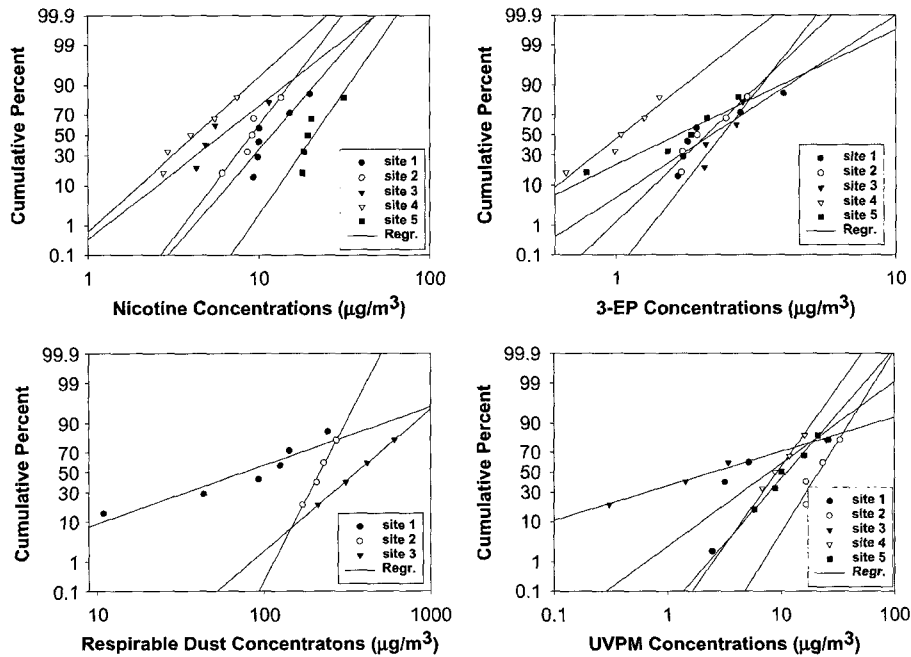 Cumulative Percent
99.9
99
90
70
50
30
10
1
0.1
site 1
site 2
site 3
site 4
site 5
Regr.
1
10
100
Nicotine Concentrations (μg/m³)
Cumulative Percent
99.9
99
90
70
50
30
10
1
0.1
site 1
site 2
site 3
site 4
site 5
Regr.
1
10
3-EP Concentrations (μg/m³)
Cumulative Percent
99.9
99
90
70
50
30
10
1
0.1
site 1
site 2
site 3
Regr.
10
100
1000
Respirable Dust Concentratons (μg/m³)
Cumulative Percent
99.9
99
90
70
50
30
10
1
0.1
site 1
site 2
site 3
site 4
site 5
Regr.
0.1
1
10
100
UVPM Concentrations (μg/m³)